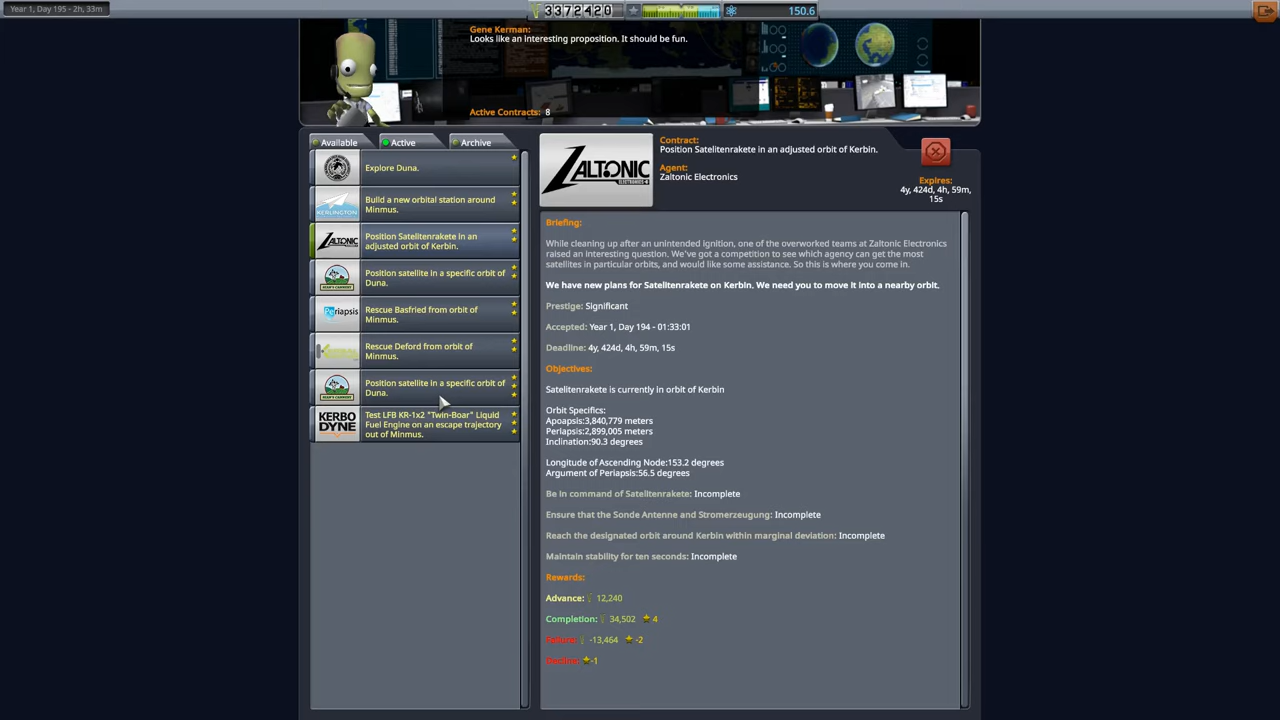 Year 1, Day 195 - 2h, 33m
3372420
150.6
Gene Kerman:
Looks like an interesting proposition. It should be fun.
Active Contracts: 8
Available
Active
Archive
Explore Duna.
KERLINGTON
Build a new orbital station around
Minmus.
ZALTONIC
Position Satelitenrakete in an
adjusted orbit of Kerbin.
Position satellite in a specific orbit of
Duna.
Periapsis
Rescue Basfried from orbit of
Minmus.
Rescue Deford from orbit of
Minmus.
Position satellite in a specific orbit of
Duna.
KERBO
DYNE
Test LFB KR-1x2 "Twin-Boar" Liquid
Fuel Engine on an escape trajectory
out of Minmus.
ZALTONIC
ELECTRONICS
Contract:
Position Satelitenrakete in an adjusted orbit of Kerbin.
Agent:
Zaltonic Electronics
Expires:
4y, 424d, 4h, 59m,
15s
Briefing:
While cleaning up after an unintended ignition, one of the overworked teams at Zaltonic Electronics
raised an interesting question. We've got a competition to see which agency can get the most
satellites in particular orbits, and would like some assistance. So this is where you come in.
We have new plans for Satelitenrakete on Kerbin. We need you to move it into a nearby orbit.
Prestige: Significant
Accepted: Year 1, Day 194 - 01:33:01
Deadline: 4y, 424d, 4h, 59m, 15s
Objectives:
Satelitenrakete is currently in orbit of Kerbin
Orbit Specifics:
Apoapsis:3,840,779 meters
Periapsis:2,899,005 meters
Inclination:90.3 degrees
Longitude of Ascending Node:153.2 degrees
Argument of Periapsis:56.5 degrees
Be in command of Satelitenrakete: Incomplete
Ensure that the Sonde Antenne and Stromerzeugung: Incomplete
Reach the designated orbit around Kerbin within marginal deviation: Incomplete
Maintain stability for ten seconds: Incomplete
Rewards:
Advance: 12,240
Completion: 34,502 4
Failure: -13,464 -2
Decline: -1